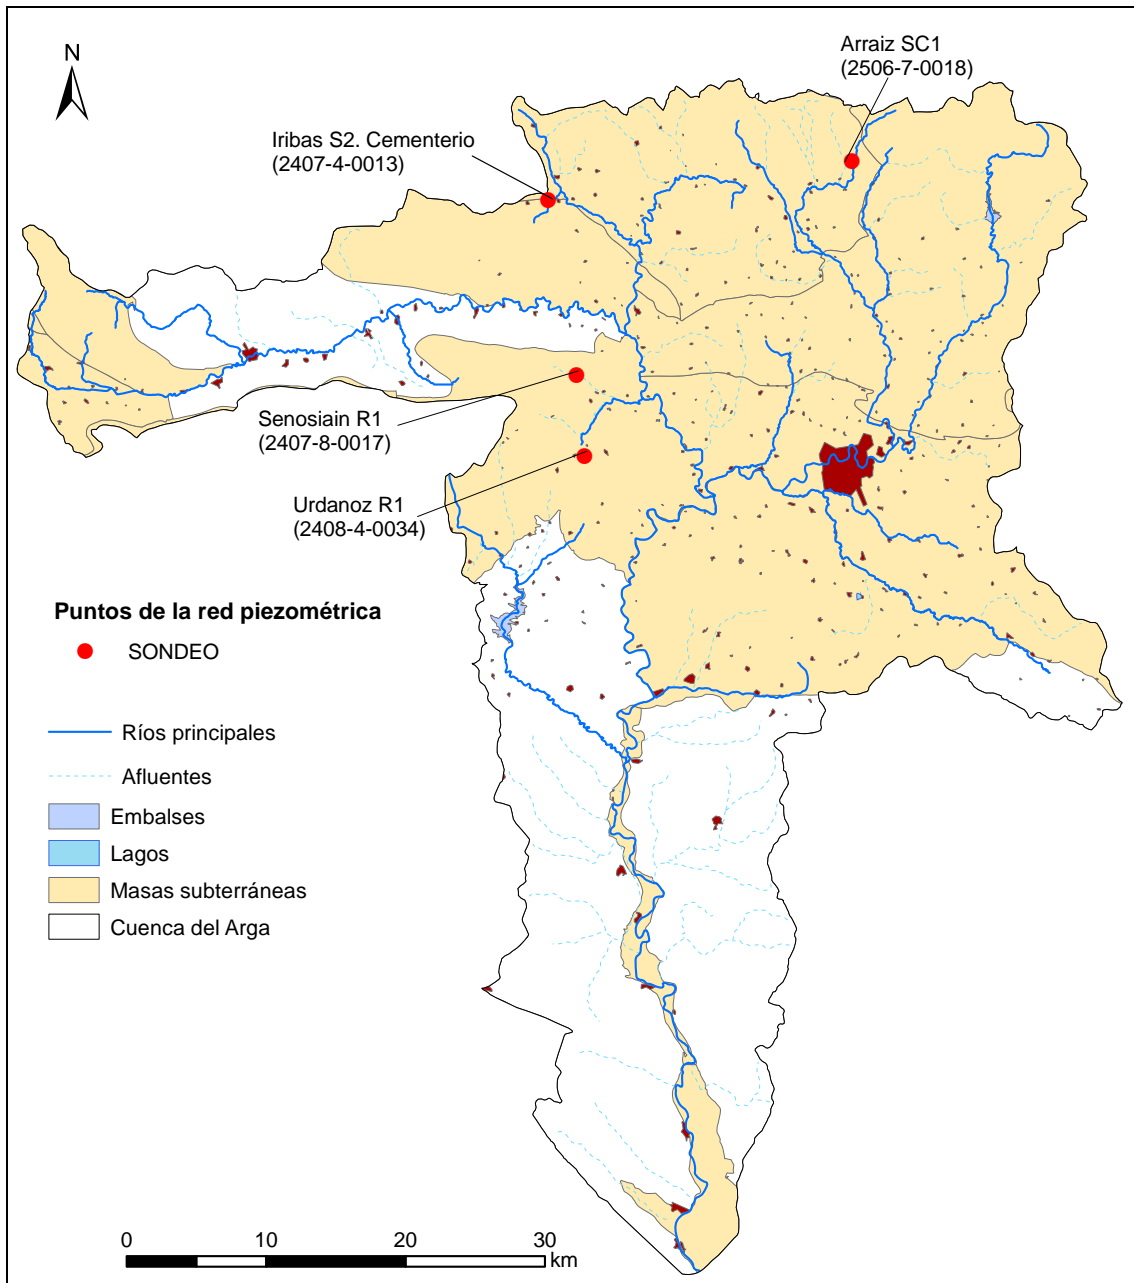 Arraiz SC1
(2506-7-0018)
N
Iribas S2. Cementerio
(2407-4-0013)
Senosiain R1
(2407-8-0017)
Urdanoz R1
(2408-4-0034)
Puntos de la red piezométrica
SONDEO
Ríos principales
Afluentes
Embalses
Lagos
Masas subterráneas
Cuenca del Arga
0 10 20 30
km